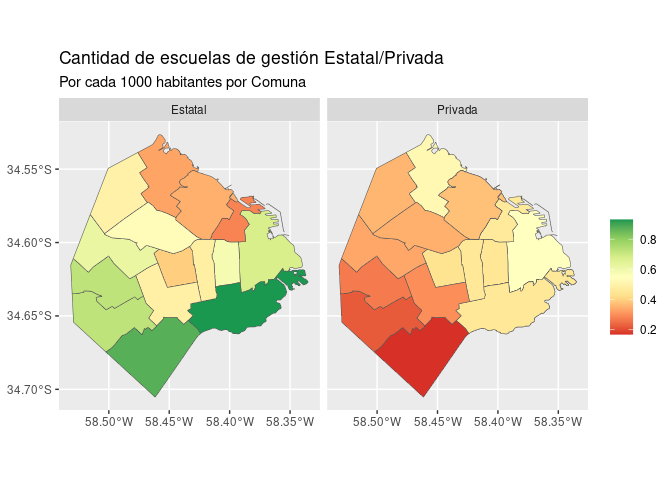 Cantidad de escuelas de gestión Estatal/Privada
Por cada 1000 habitantes por Comuna
Estatal
Privada
34.55°S
34.60°S
34.65°S
34.70°S
58.50°W 58.45°W 58.40°W 58.35°W
58.50°W 58.45°W 58.40°W 58.35°W
0.8
0.6
0.4
0.2